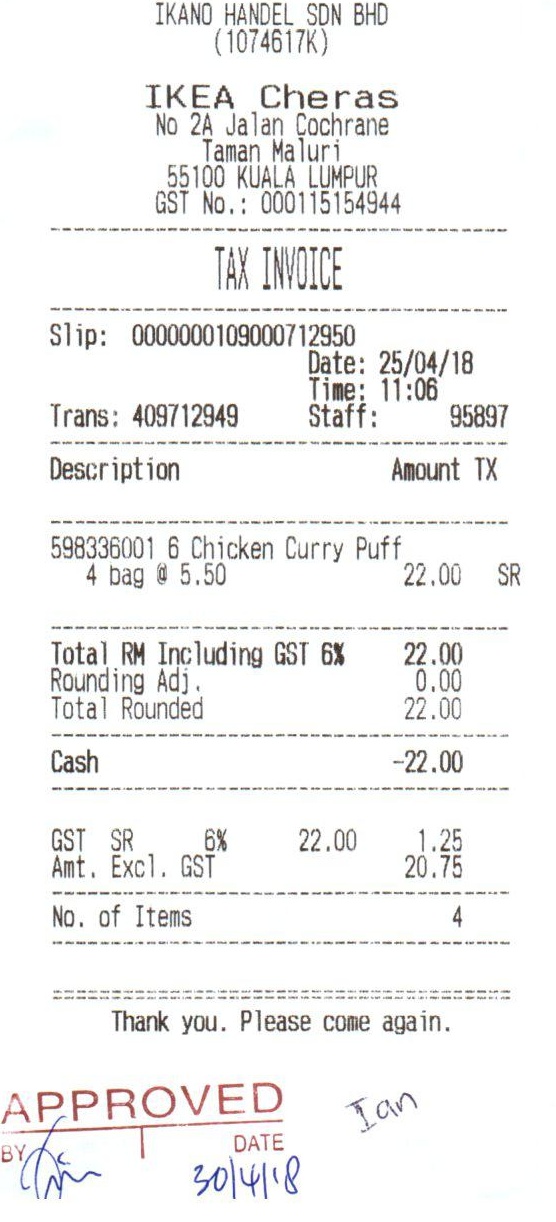 IKANO HANDEL SDN BHD
(1074617K)
IKEA Cheras
No 2A Jalan Cochrane
Taman Maluri
55100 KUALA LUMPUR
GST No.: 000115154944
TAX INVOICE
Slip: 0000000109000712950
Date: 25/04/18
Time: 11:06
Trans: 409712949 Staff: 95897
Description Amount TX
598336001 6 Chicken Curry Puff
4 bag @ 5.50 22.00 SR
Total RM Including GST 6% 22.00
Rounding Adj. 0.00
Total Rounded 22.00
Cash -22.00
GST SR 6% 22.00 1.25
Amt. Excl. GST 20.75
No. of Items 4
Thank you. Please come again.
APPROVED
Ian
BY DATE
30/4/18